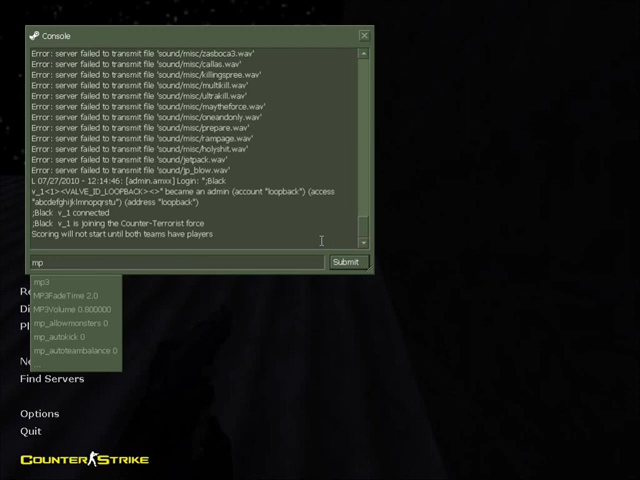 Console
Error: server failed to transmit file 'sound/misc/zasboca3.wav'
Error: server failed to transmit file 'sound/misc/callas.wav'
Error: server failed to transmit file 'sound/misc/killingspree.wav'
Error: server failed to transmit file 'sound/misc/multikill.wav'
Error: server failed to transmit file 'sound/misc/ultrakill.wav'
Error: server failed to transmit file 'sound/misc/maytheforce.wav'
Error: server failed to transmit file 'sound/misc/oneandonly.wav'
Error: server failed to transmit file 'sound/misc/prepare.wav'
Error: server failed to transmit file 'sound/misc/rampage.wav'
Error: server failed to transmit file 'sound/misc/holyshit.wav'
Error: server failed to transmit file 'sound/jetpack.wav'
Error: server failed to transmit file 'sound/jp_blow.wav'
L 07/27/2010 - 12:14:46: [admin.amxx] Login: ";Black
v_1<1><VALVE_ID_LOOPBACK><>" became an admin (account "loopback") (access
"abcdefghijklmnopqrstu") (address "loopback")
;Black v_1 connected
;Black v_1 is joining the Counter-Terrorist force
Scoring will not start until both teams have players
mp
Submit
mp3
MP3FadeTime 2.0
MP3Volume 0.800000
mp_allowmonsters 0
mp_autokick 0
mp_autoteambalance 0
...
Find Servers
Options
Quit
COUNTER STRIKE